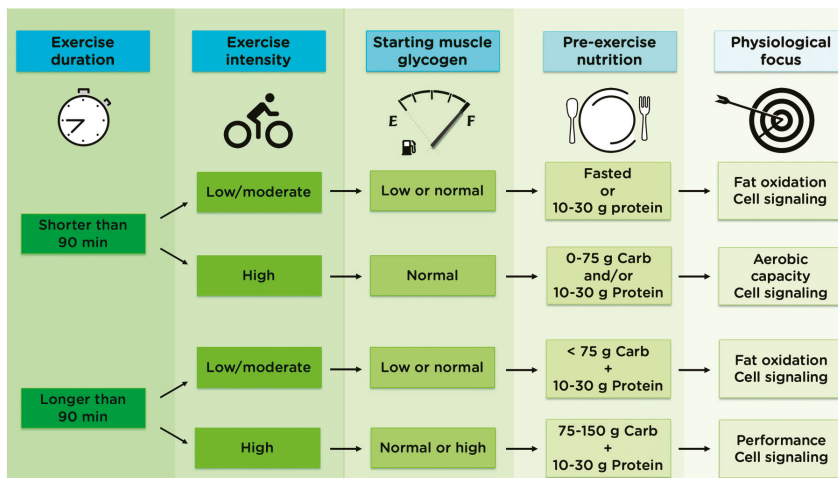 Exercise
duration
Exercise
intensity
Starting muscle
glycogen
Pre-exercise
nutrition
Physiological
focus
E
F
Shorter than
90 min
Low/moderate
Low or normal
Fasted
or
10-30 g protein
Fat oxidation
Cell signaling
High
Normal
0-75 g Carb
and/or
10-30 g Protein
Aerobic
capacity
Cell signaling
Longer than
90 min
Low/moderate
Low or normal
< 75 g Carb
+
10-30 g Protein
Fat oxidation
Cell signaling
High
Normal or high
75-150 g Carb
+
10-30 g Protein
Performance
Cell signaling